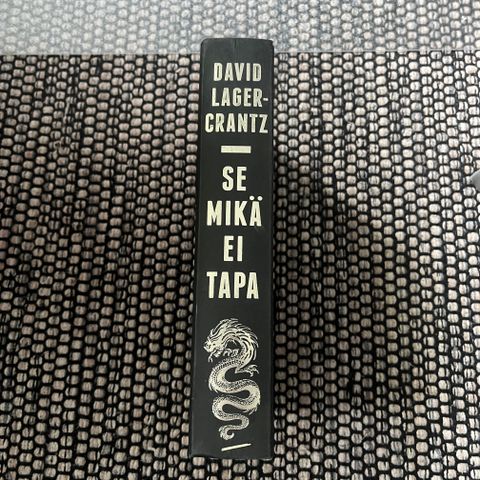 DAVID
LAGER-
CRANTZ
SE
MIKÄ
EI
TAPA